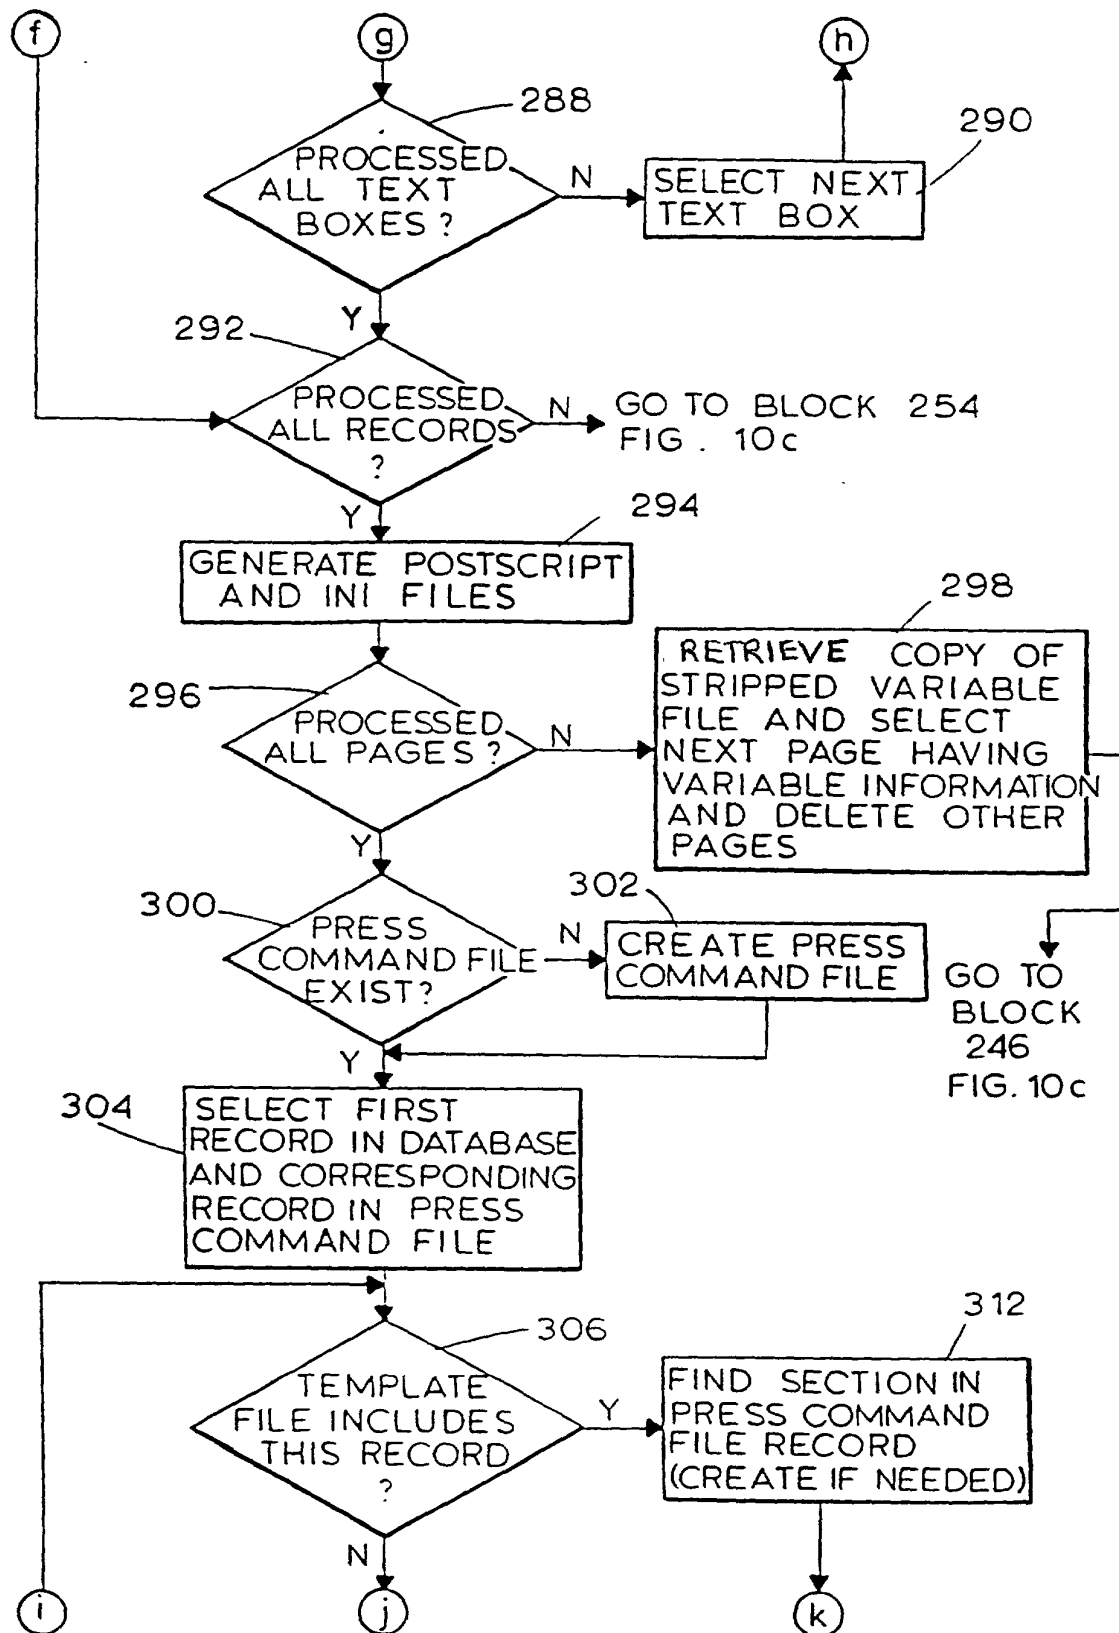 f
g
h
288
PROCESSED
ALL TEXT
BOXES?
N
290
SELECT NEXT
TEXT BOX
Y
292
PROCESSED
ALL RECORDS
?
N
GO TO BLOCK 254
FIG. 10c
Y
294
GENERATE POSTSCRIPT
AND INI FILES
296
PROCESSED
ALL PAGES?
N
298
RETRIEVE COPY OF
STRIPPED VARIABLE
FILE AND SELECT
NEXT PAGE HAVING
VARIABLE INFORMATION
AND DELETE OTHER
PAGES
Y
300
PRESS
COMMAND FILE
EXIST?
N
302
CREATE PRESS
COMMAND FILE
GO TO
BLOCK
246
FIG. 10c
Y
304
SELECT FIRST
RECORD IN DATABASE
AND CORRESPONDING
RECORD IN PRESS
COMMAND FILE
306
TEMPLATE
FILE INCLUDES
THIS RECORD
?
Y
312
FIND SECTION IN
PRESS COMMAND
FILE RECORD
(CREATE IF NEEDED)
N
i
j
k